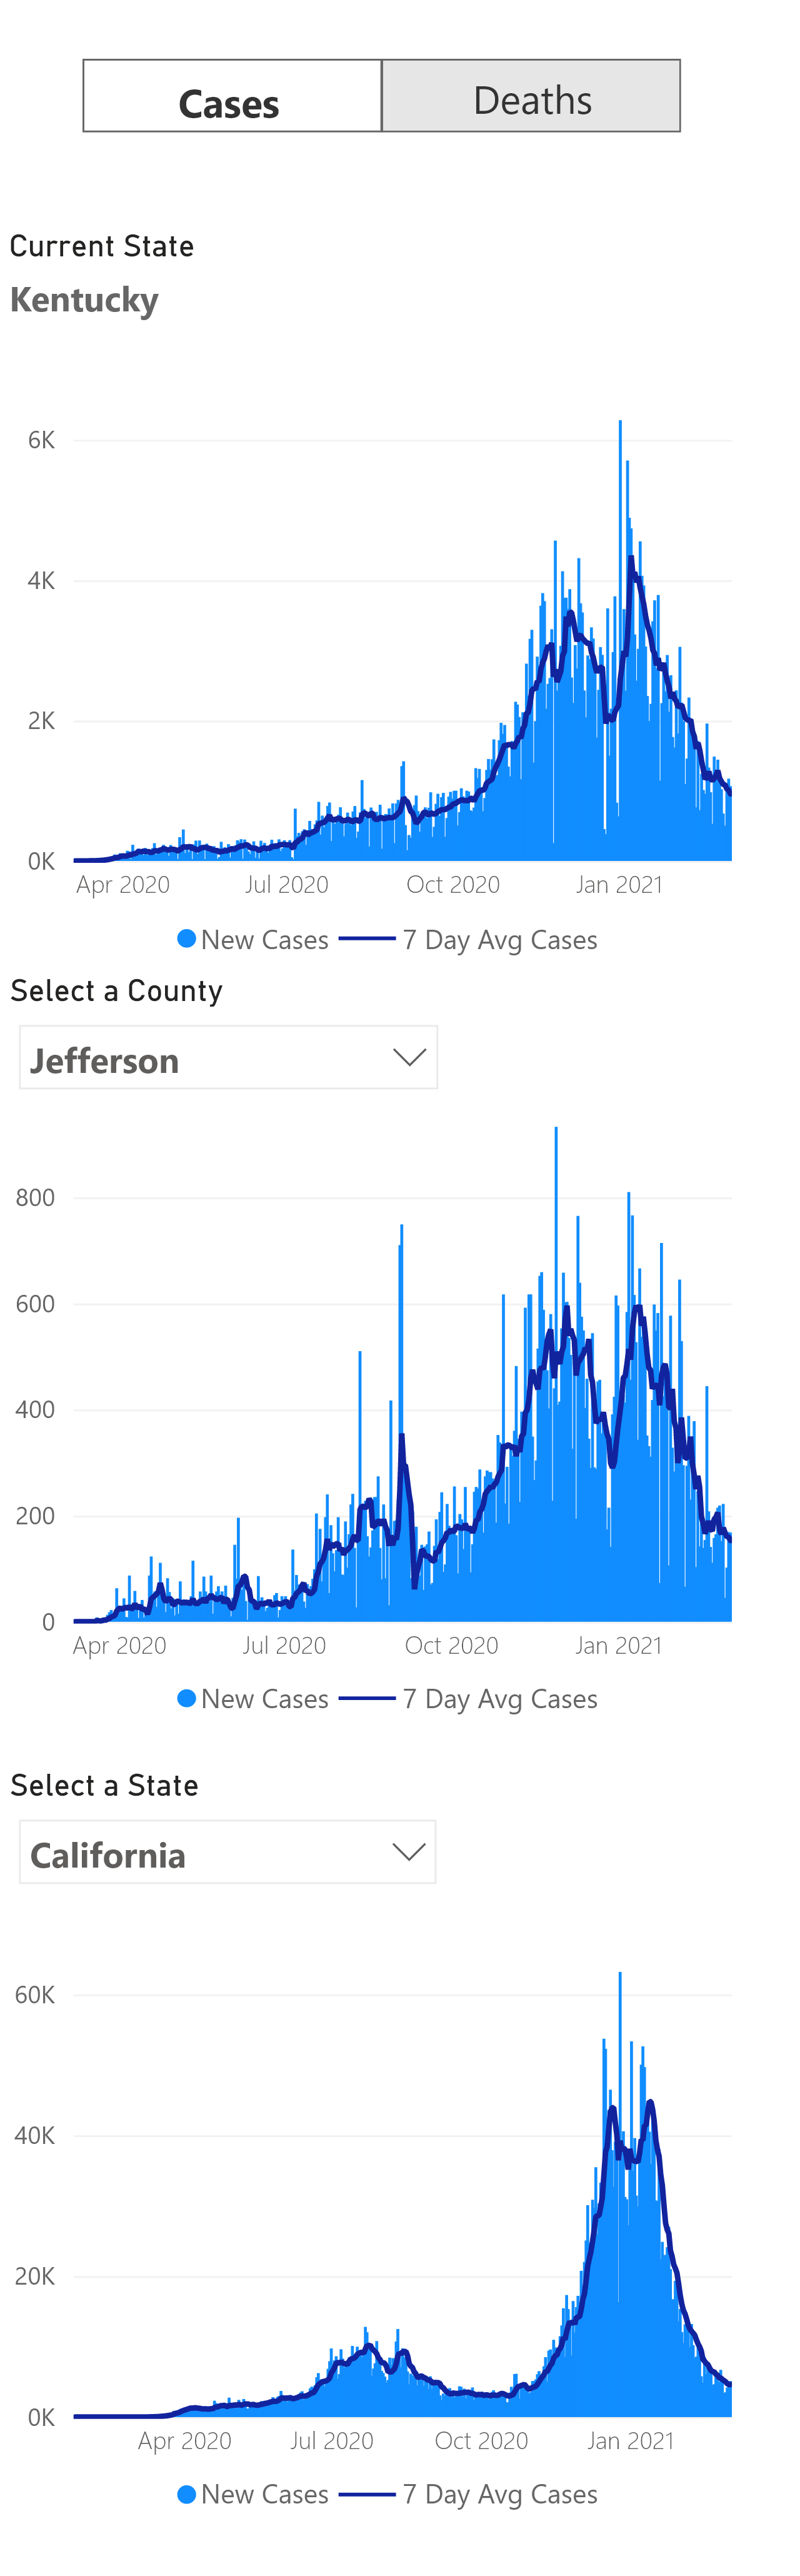 Cases Deaths
Current State
Kentucky
6K
4K
2K
0K
Apr 2020 Jul 2020 Oct 2020 Jan 2021
New Cases 7 Day Avg Cases
Select a County
Jefferson
800
600
400
200
0
Apr 2020 Jul 2020 Oct 2020 Jan 2021
New Cases 7 Day Avg Cases
Select a State
California
60K
40K
20K
0K
Apr 2020 Jul 2020 Oct 2020 Jan 2021
New Cases 7 Day Avg Cases